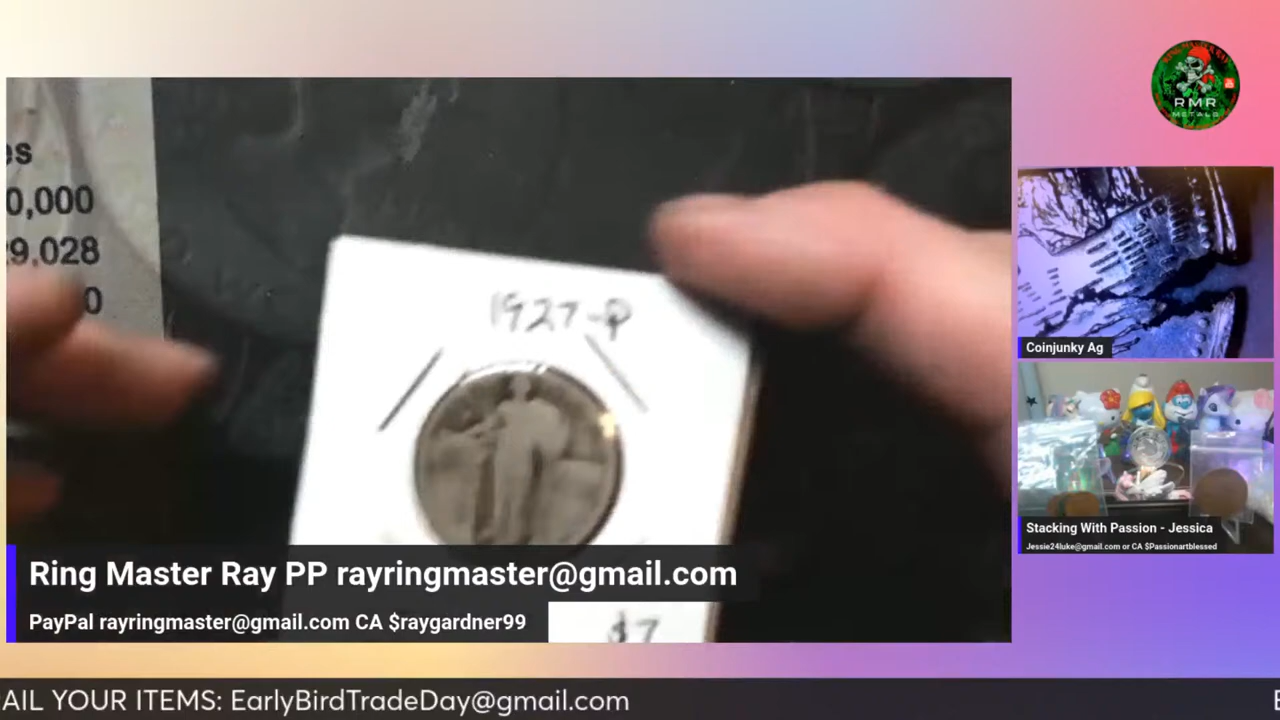 es
0,000
9.028
0
1927-P
$7
Ring Master Ray PP rayringmaster@gmail.com
PayPal rayringmaster@gmail.com CA $raygardner99
RMR
METALS
Coinjunky Ag
Stacking With Passion - Jessica
Jessie24luke@gmail.com or CA $Passionartblessed
AIL YOUR ITEMS: EarlyBirdTradeDay@gmail.com